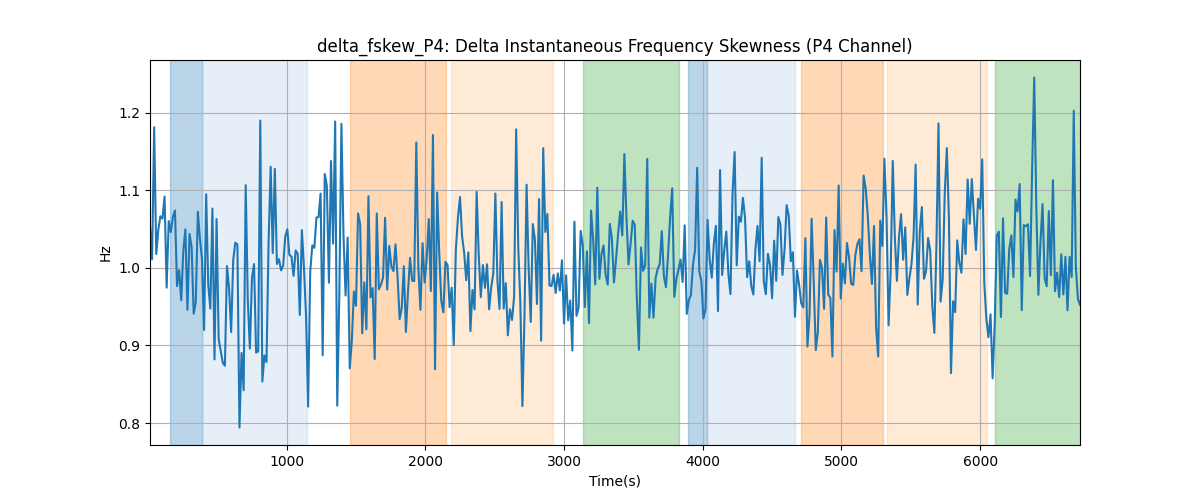 delta_fskew_P4: Delta Instantaneous Frequency Skewness (P4 Channel)
Hz
1.2
1.1
1.0
0.9
0.8
1000 2000 3000 4000 5000 6000
Time(s)